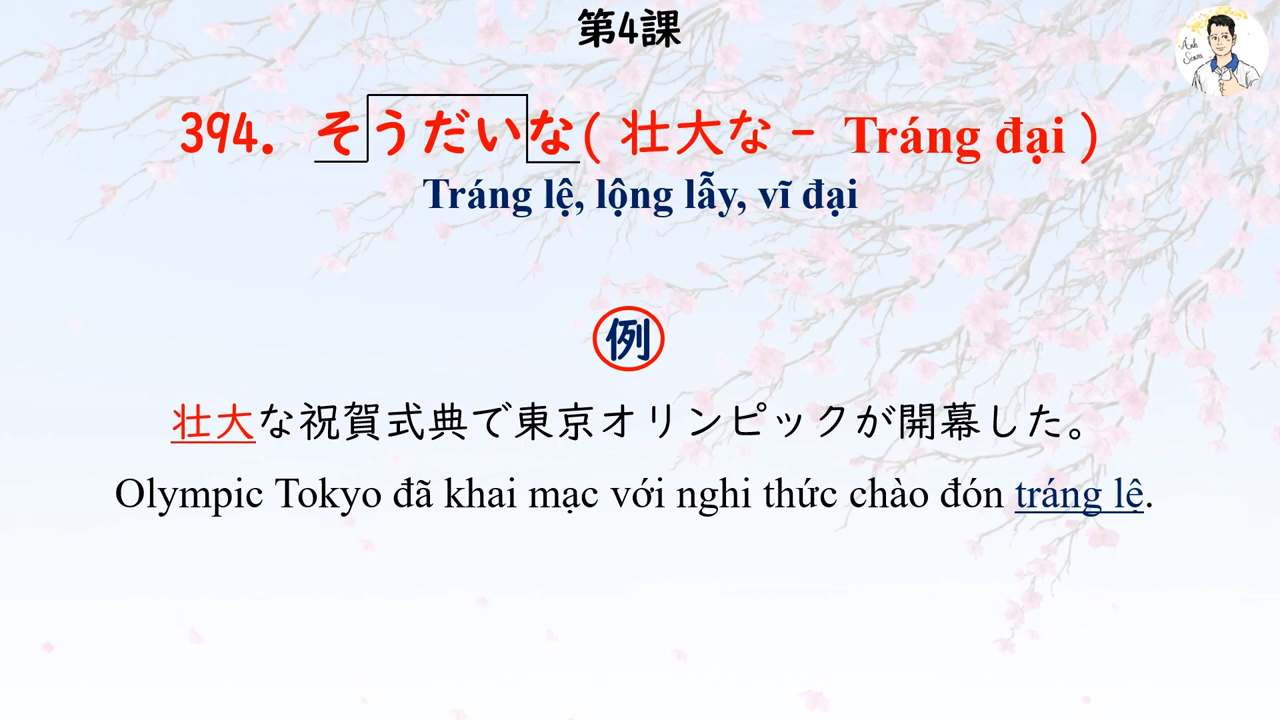 第4課
Anh
Sensei
394. そうだいな( 壮大な - Tráng đại )
Tráng lệ, lộng lẫy, vĩ đại
例
壮大な祝賀式典で東京オリンピックが開幕した。
Olympic Tokyo đã khai mạc với nghi thức chào đón tráng lệ.